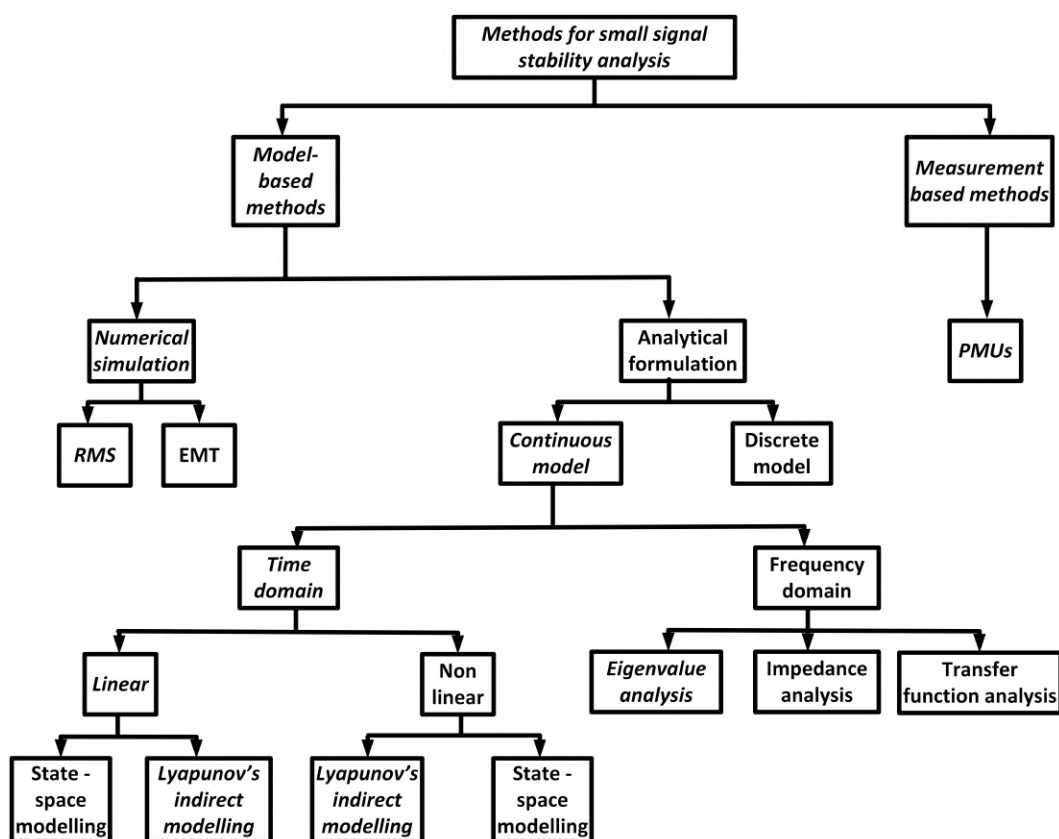 Methods for small signal
stability analysis
Model-
based
methods
Measurement
based methods
Numerical
simulation
Analytical
formulation
PMUs
RMS
EMT
Continuous
model
Discrete
model
Time
domain
Frequency
domain
Linear
Non
linear
Eigenvalue
analysis
Impedance
analysis
Transfer
function analysis
State -
space
modelling
Lyapunov’s
indirect
modelling
Lyapunov’s
indirect
modelling
State -
space
modelling